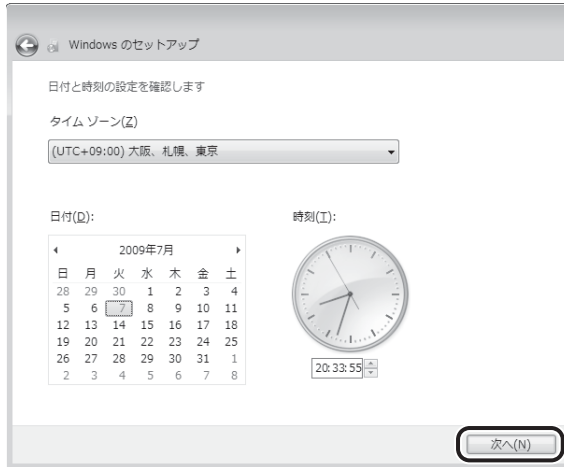 Windows のセットアップ
日付と時刻の設定を確認します
タイム ゾーン(Z)
(UTC+09:00) 大阪、札幌、東京
日付(D):
時刻(T):
2009年7月
日 月 火 水 木 金 土
28 29 30 1 2 3 4
5 6 7 8 9 10 11
12 13 14 15 16 17 18
19 20 21 22 23 24 25
26 27 28 29 30 31 1
2 3 4 5 6 7 8
20:33:55
次へ(N)